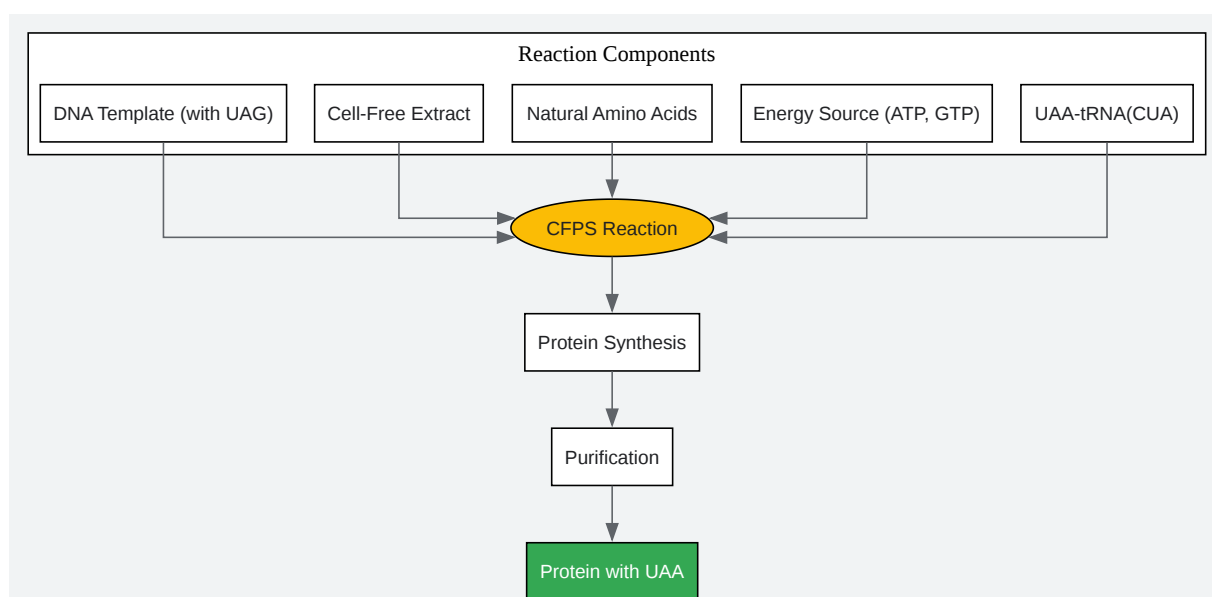 Reaction Components
DNA Template (with UAG)
Cell-Free Extract
Natural Amino Acids
Energy Source (ATP, GTP)
UAA-tRNA(CUA)
CFPS Reaction
Protein Synthesis
Purification
Protein with UAA